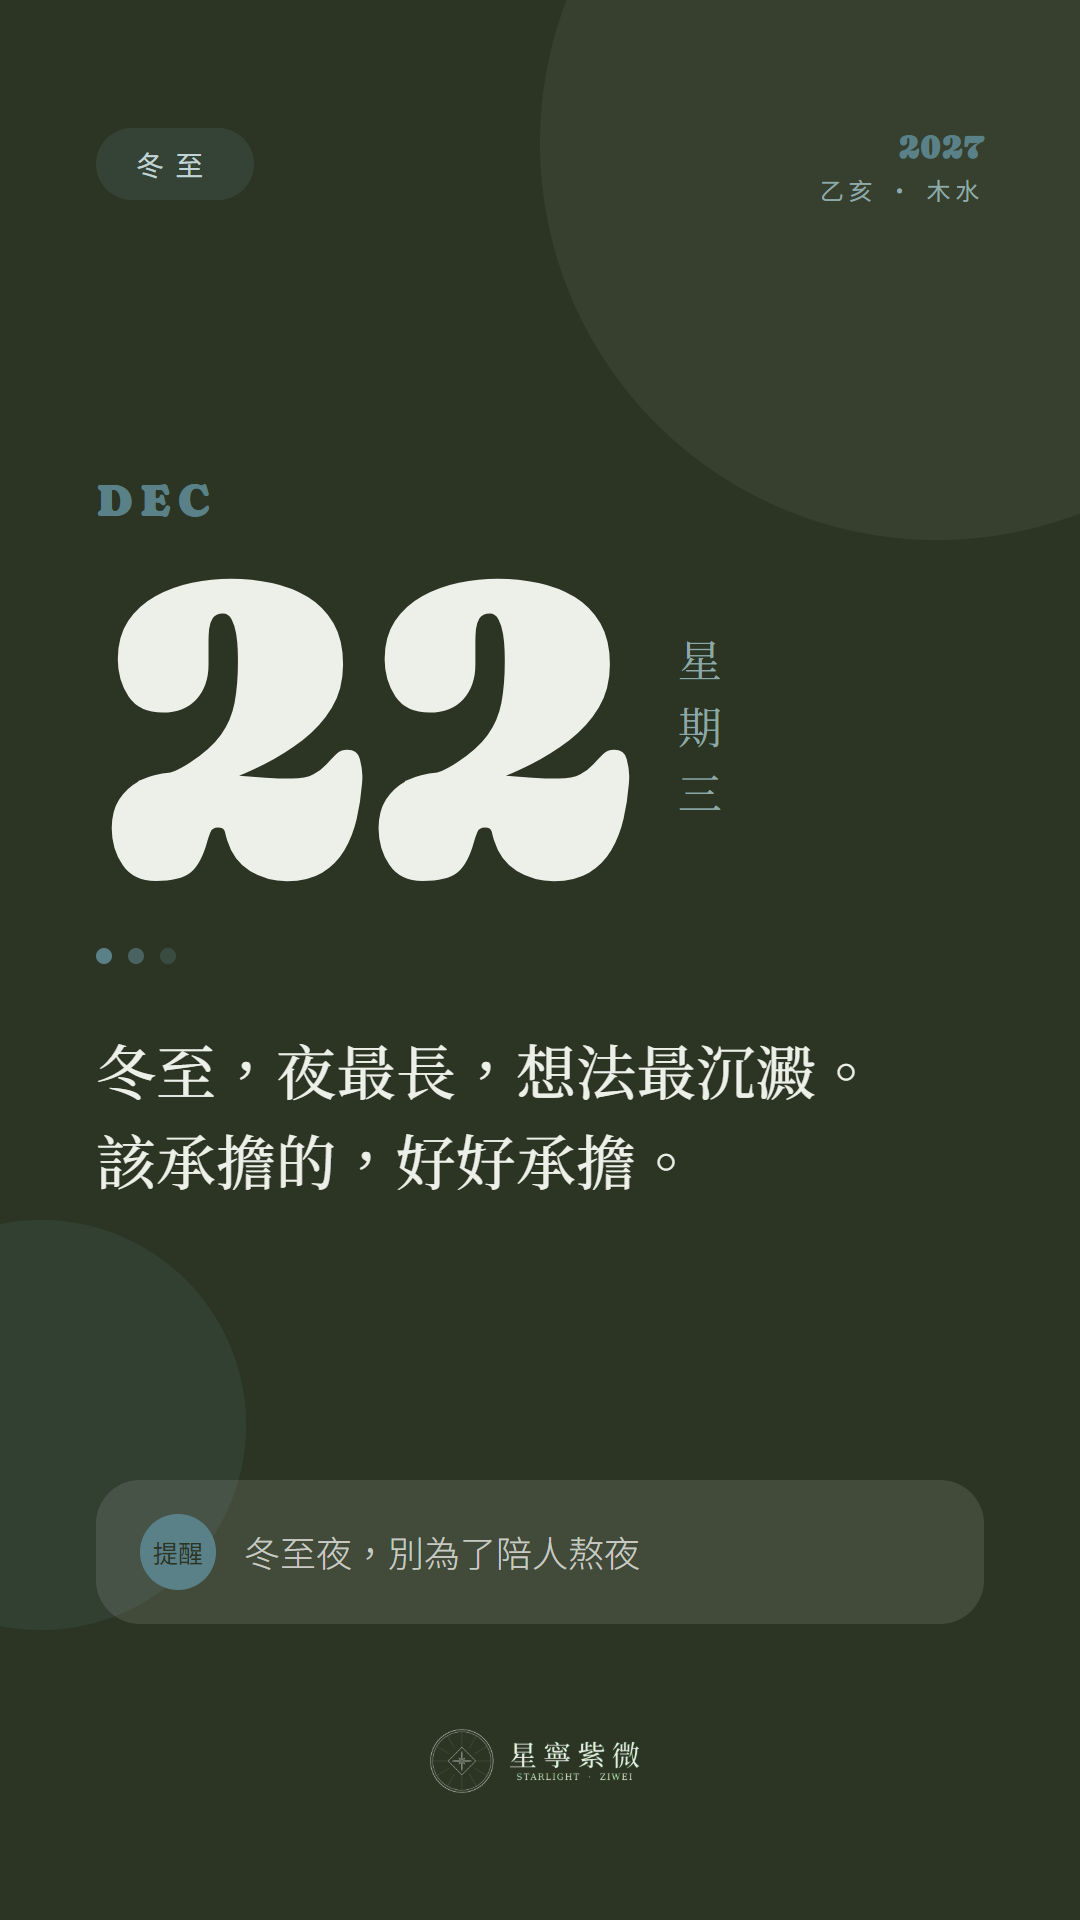 冬至
2027
乙亥 · 木水
DEC
22
星期三
冬至，夜最長，想法最沉澱。
該承擔的，好好承擔。
提醒
冬至夜，別為了陪人熬夜
星寧紫微
STARLIGHT · ZIWEI